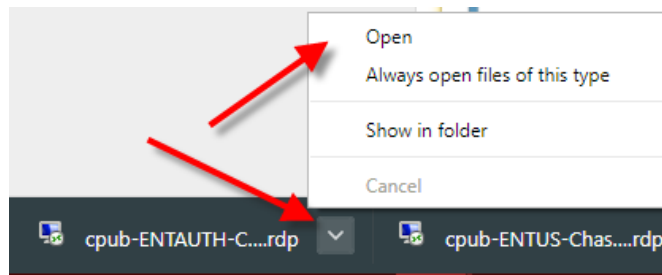 Open
Always open files of this type
Show in folder
Cancel
cpub-ENTAUTH-C....rdp
cpub-ENTUS-Chas....rdp